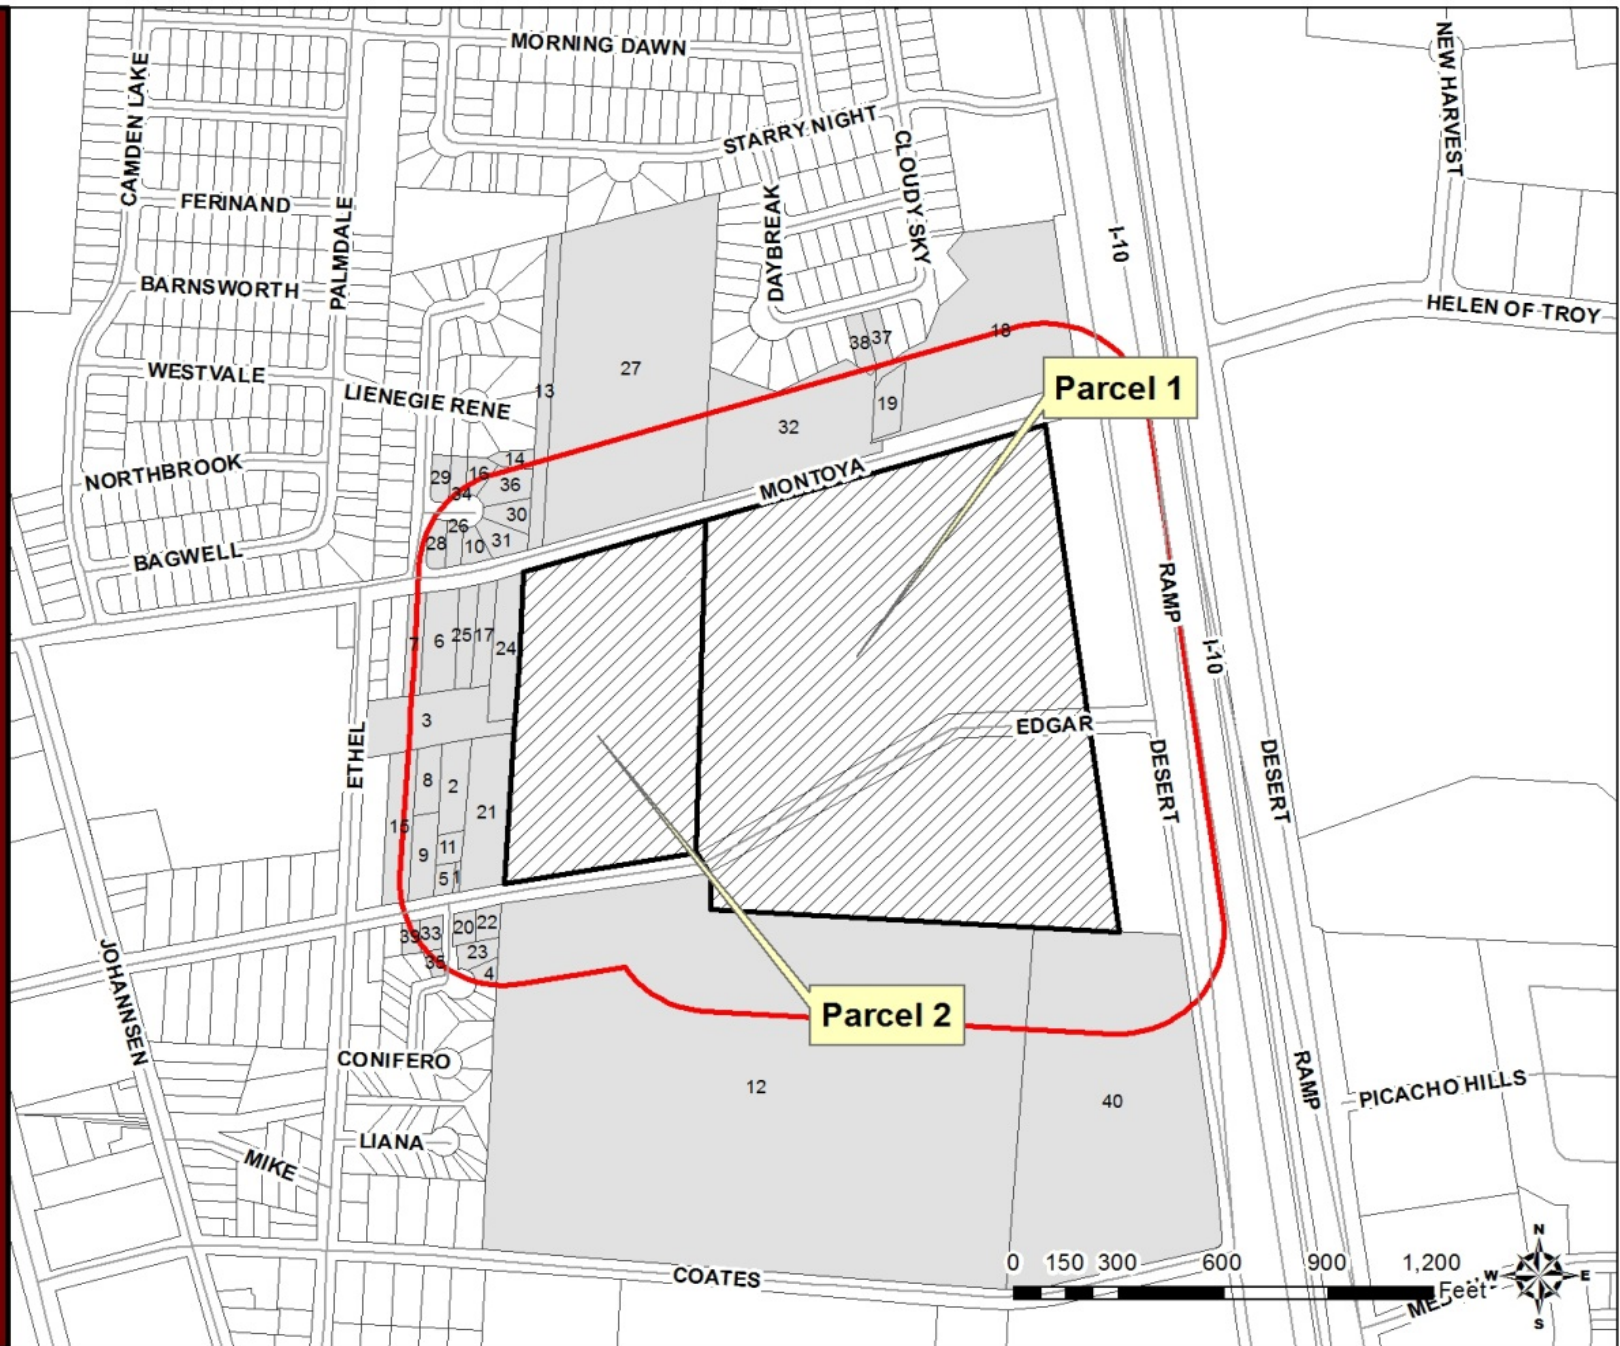 MORNING DAWN
CAMDEN LAKE
NEW HARVEST
STARRY NIGHT
CLOUDY SKY
FERINAND
PALMDALE
DAYBREAK
I-10
BARNSWORTH
HELEN OF TROY
18
38
37
WESTVALE
LIENEGIE RENE
13
27
Parcel 1
19
32
NORTHBROOK
14
29
16
34
36
MONTOYA
30
26
28
10
31
BAGWELL
RAMP
7
6
25
17
24
I-10
3
EDGAR
ETHEL
DESERT
DESERT
8
2
21
15
9
11
5
1
39
33
20
22
23
35
4
JOHANNSEN
Parcel 2
CONIFERO
12
40
RAMP
PICACHO HILLS
LIANA
MIKE
COATES
0 150 300 600 900 1,200
Feet
N
W
E
S